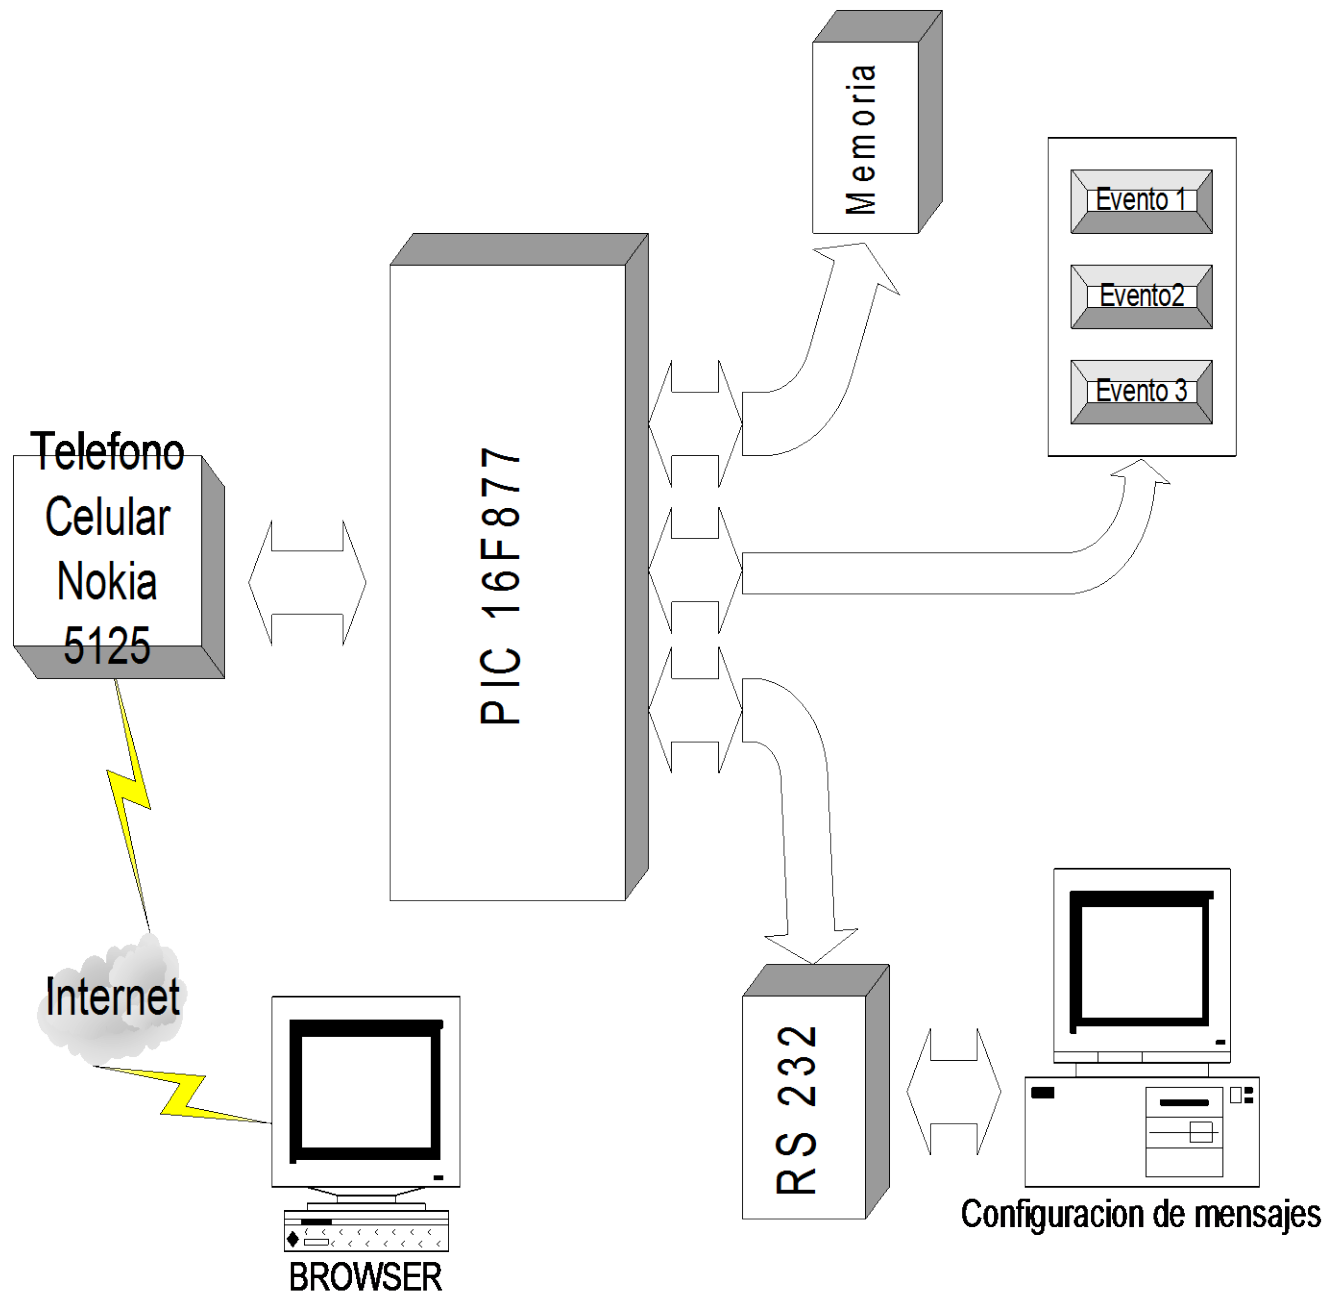 Memoria
Evento 1
Evento2
Evento 3
Telefono
Celular
Nokia
5125
PIC 16F877
Internet
RS 232
Configuracion de mensajes
BROWSER